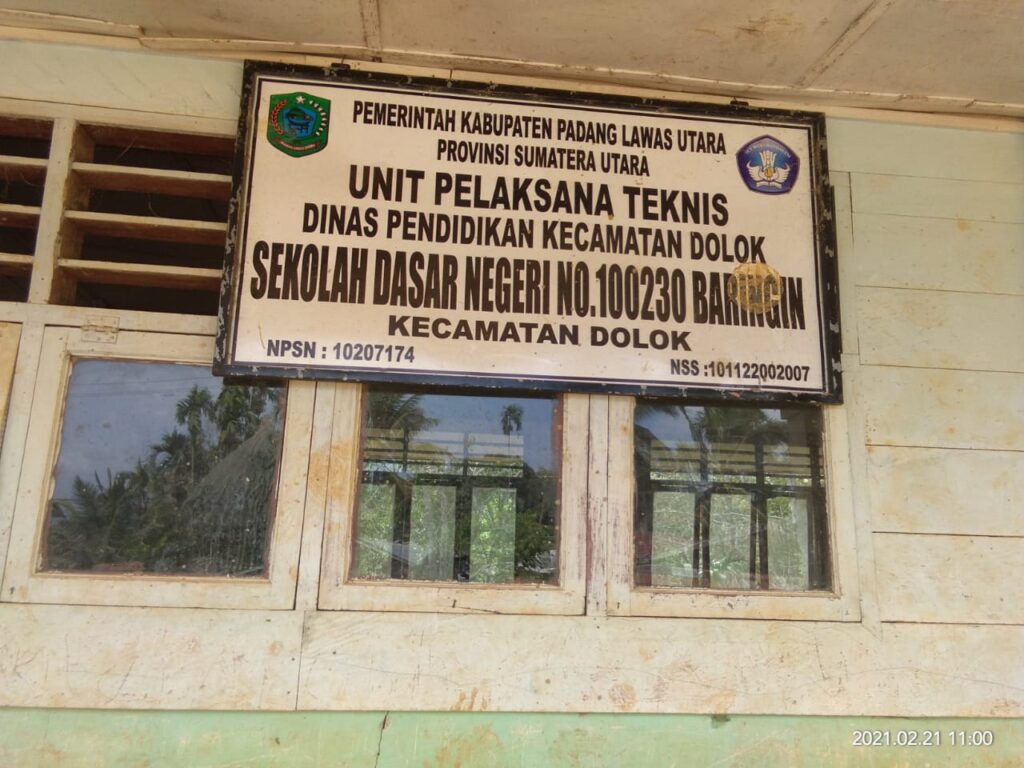 PEMERINTAH KABUPATEN PADANG LAWAS UTARA
PROVINSI SUMATERA UTARA
UNIT PELAKSANA TEKNIS
DINAS PENDIDIKAN KECAMATAN DOLOK
SEKOLAH DASAR NEGERI NO.100230 BARINGIN
KECAMATAN DOLOK
NPSN : 10207174
NSS :101122002007
2021.02.21 11:00